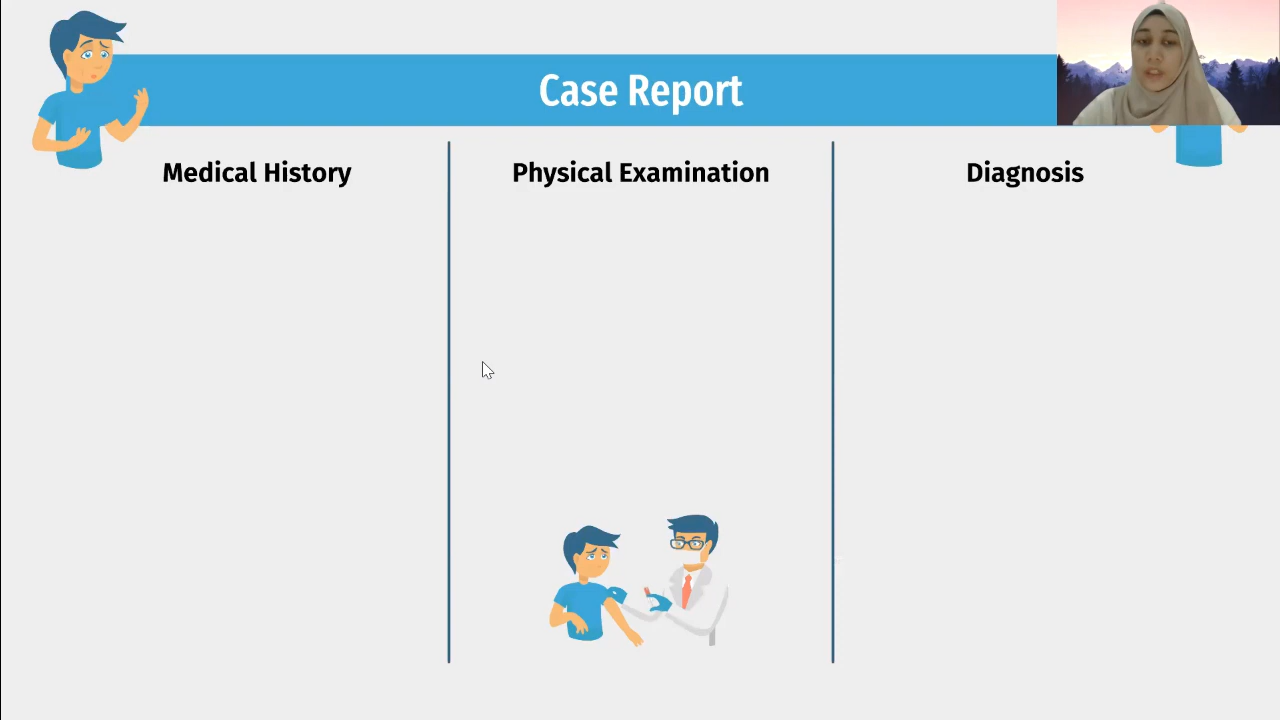 Case Report
Medical History
Physical Examination
Diagnosis